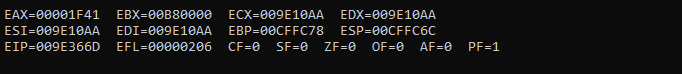 EAX=00001F41  EBX=00B80000  ECX=009E10AA  EDX=009E10AA
ESI=009E10AA  EDI=009E10AA  EBP=00CFFC78  ESP=00CFFC6C
EIP=009E366D  EFL=00000206  CF=0  SF=0  ZF=0  OF=0  AF=0  PF=1